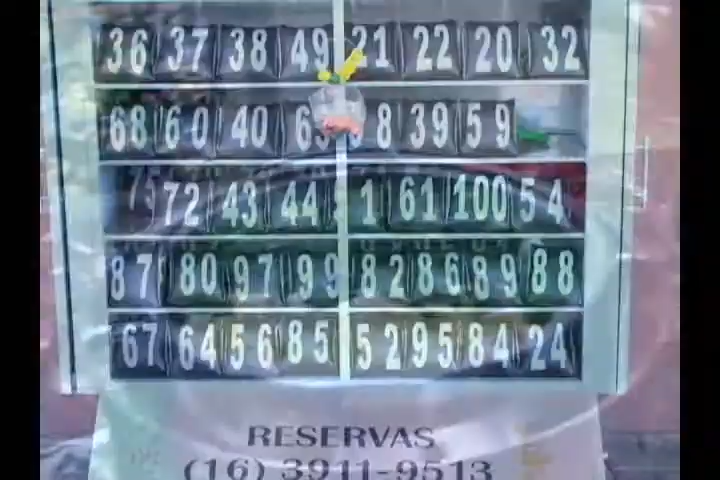 36 37 38 49 21 22 20 32
68 60 40 8 39 59
72 43 44 1 61 100 54
87 80 97 99 82 86 89 88
67 64 56 85 52 95 84 24
RESERVAS
(16) 3911-9513